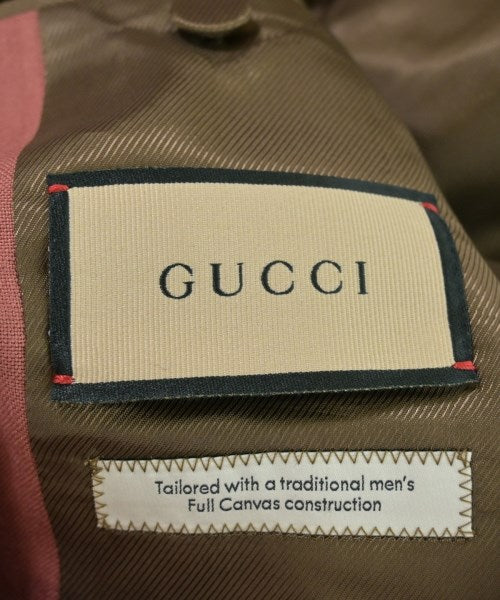 GUCCI
Tailored with a traditional men's
Full Canvas construction